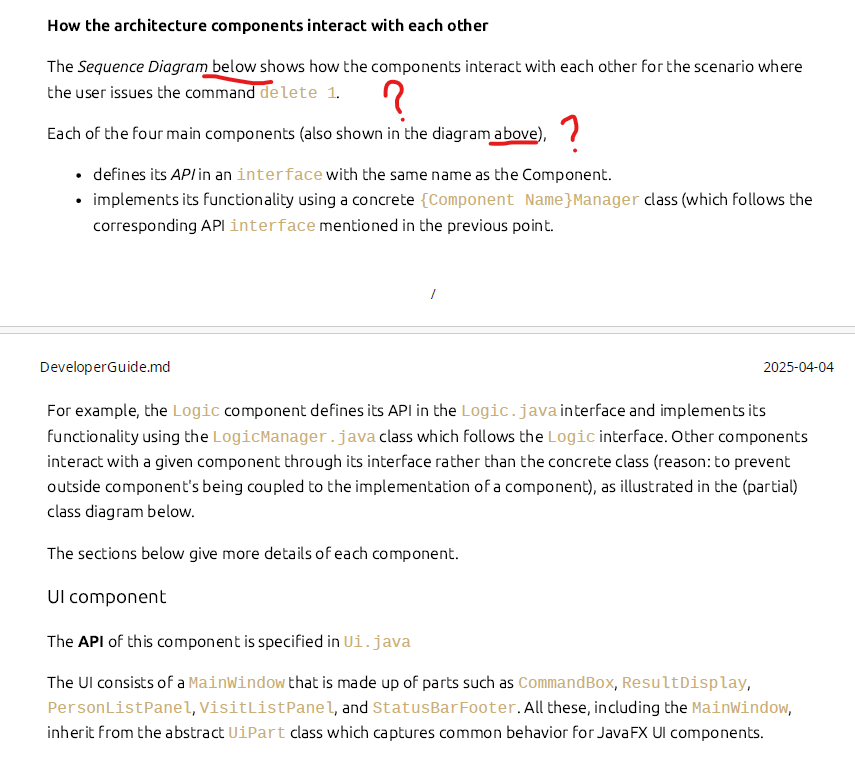 How the architecture components interact with each other
The Sequence Diagram below shows how the components interact with each other for the scenario where
the user issues the command delete 1.
?
Each of the four main components (also shown in the diagram above),
?
• defines its API in an interface with the same name as the Component.
• implements its functionality using a concrete {Component Name}Manager class (which follows the
corresponding API interface mentioned in the previous point.
/
DeveloperGuide.md 2025-04-04
For example, the Logic component defines its API in the Logic.java interface and implements its
functionality using the LogicManager.java class which follows the Logic interface. Other components
interact with a given component through its interface rather than the concrete class (reason: to prevent
outside component's being coupled to the implementation of a component), as illustrated in the (partial)
class diagram below.
The sections below give more details of each component.
UI component
The API of this component is specified in Ui.java
The UI consists of a MainWindow that is made up of parts such as CommandBox, ResultDisplay,
PersonListPanel, VisitListPanel, and StatusBarFooter. All these, including the MainWindow,
inherit from the abstract UiPart class which captures common behavior for JavaFX UI components.